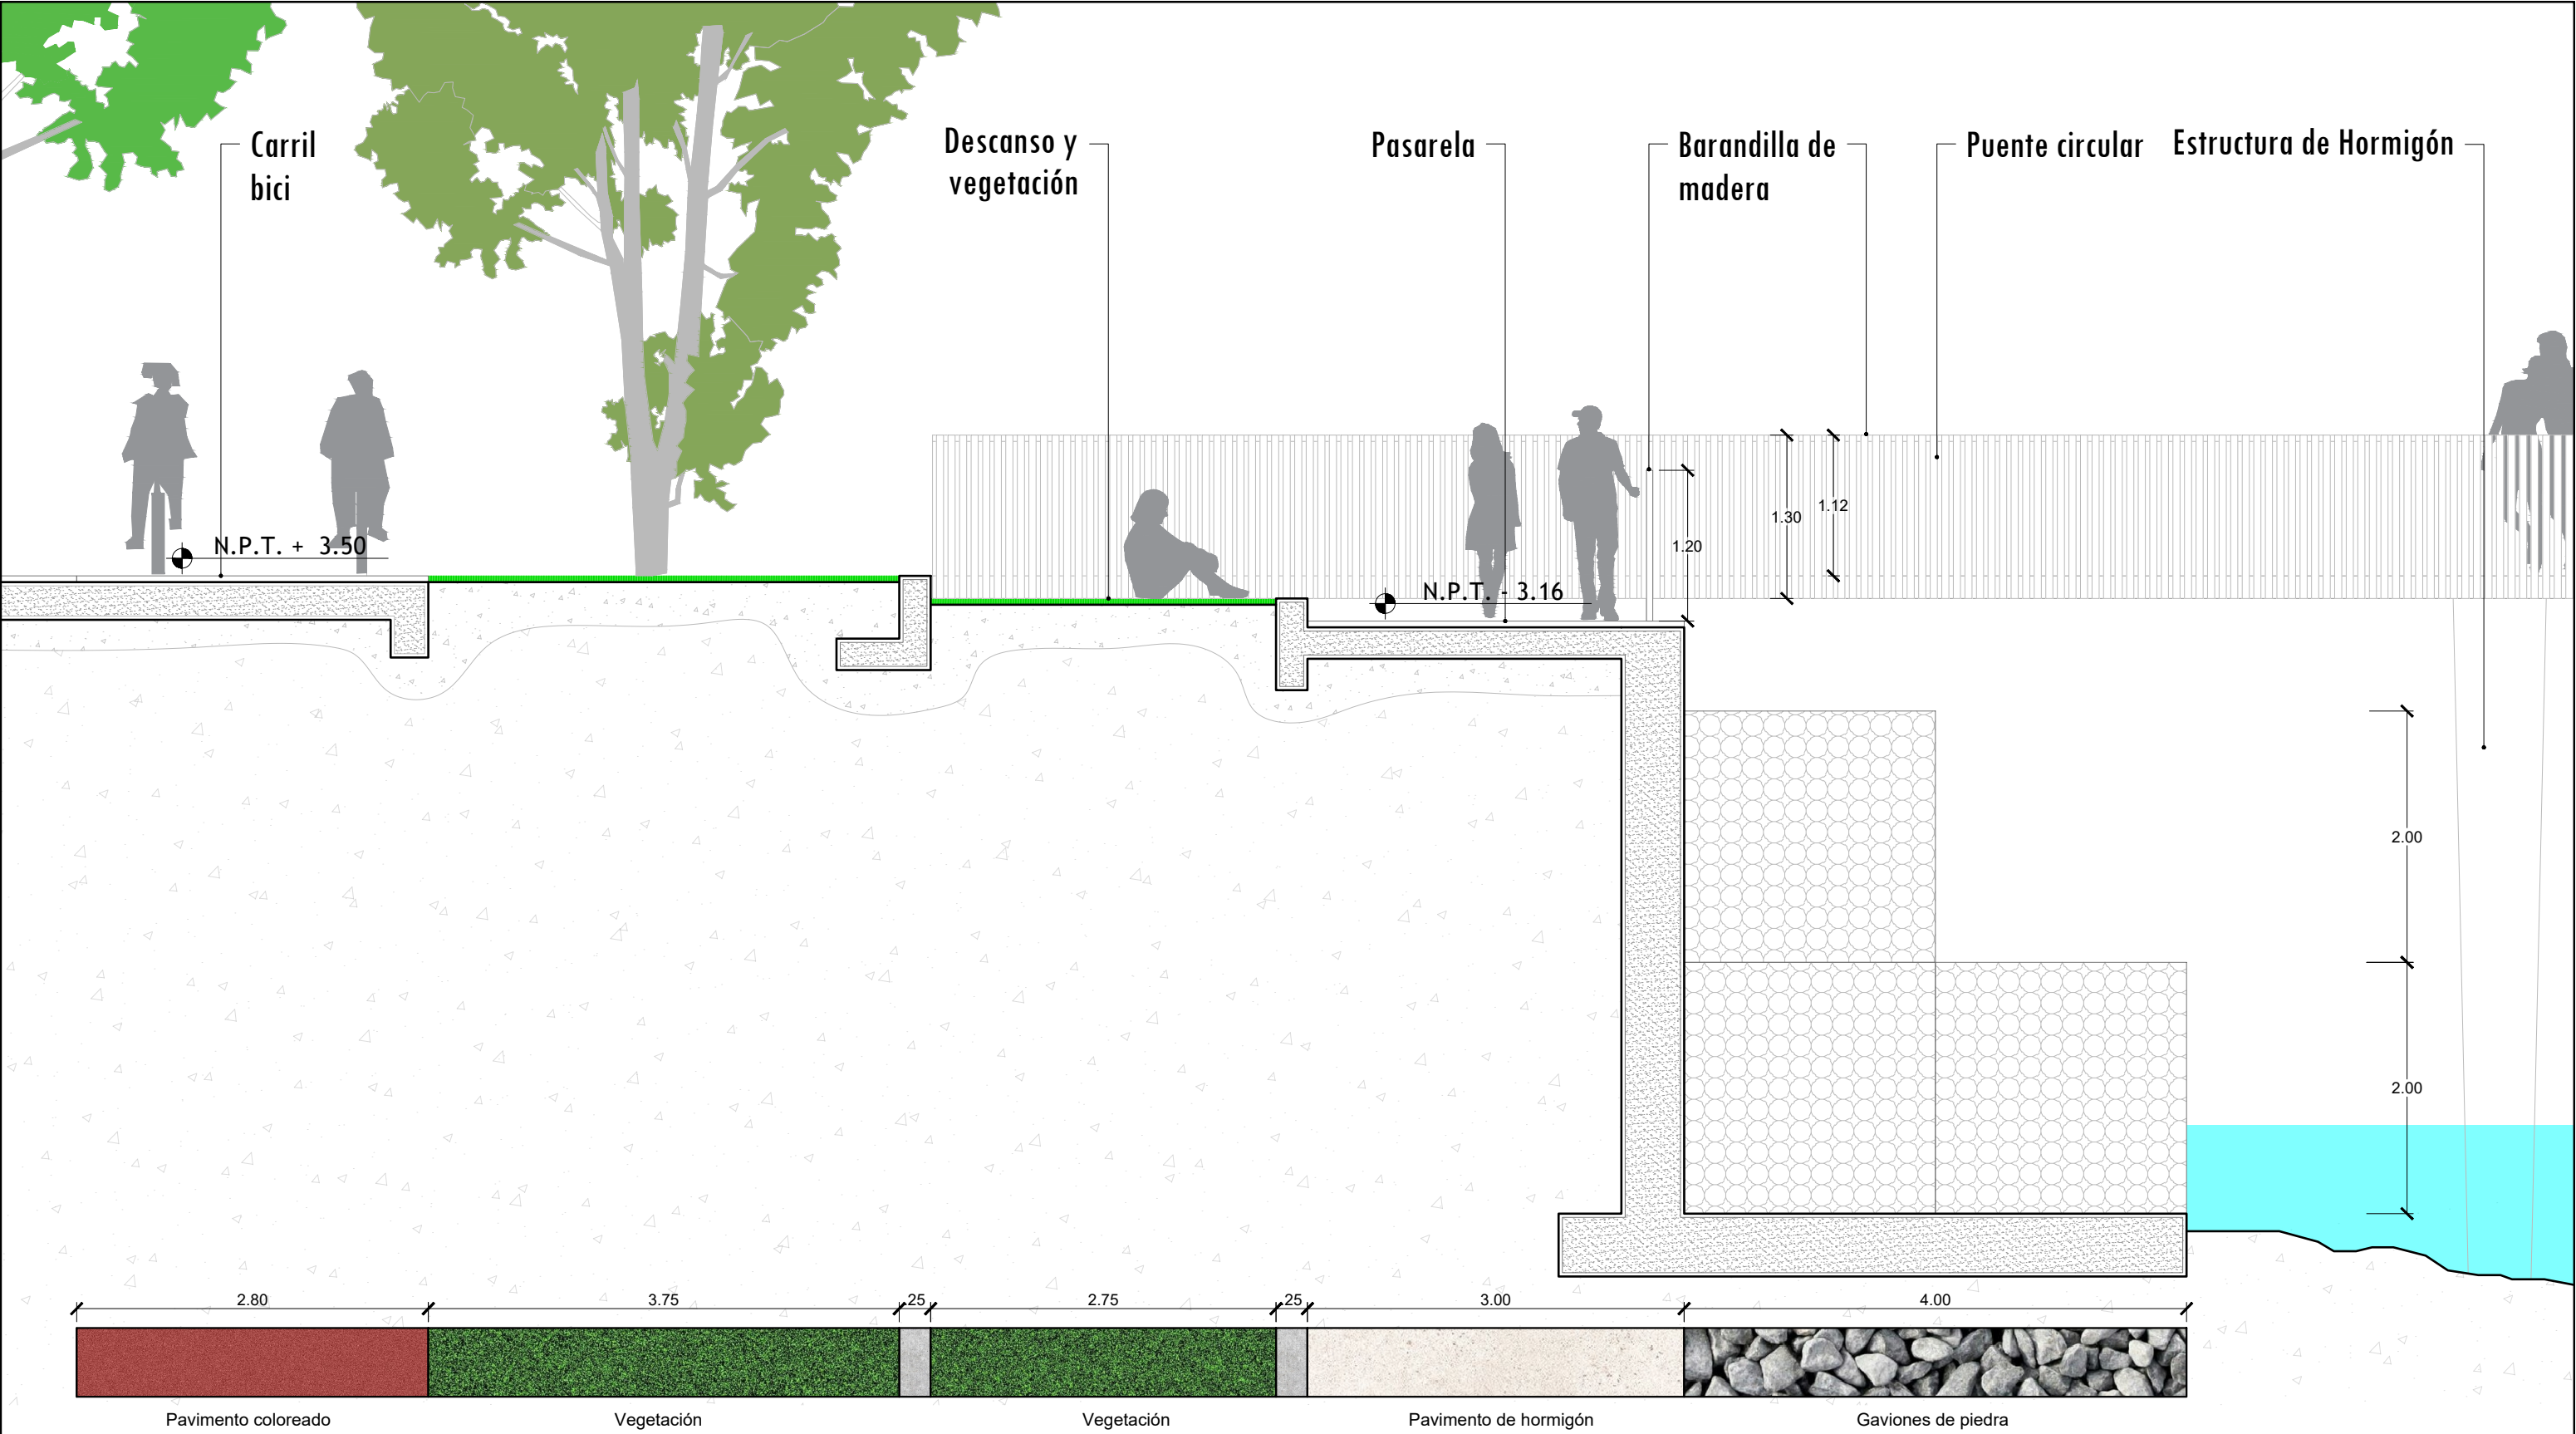 Carril
bici
Descanso y
vegetación
Pasarela
Barandilla de
madera
Puente circular
Estructura de Hormigón
N.P.T. + 3.50
N.P.T. - 3.16
1.20
1.30
1.12
2.00
2.00
2.80
3.75
.25
2.75
.25
3.00
4.00
Pavimento coloreado
Vegetación
Vegetación
Pavimento de hormigón
Gaviones de piedra